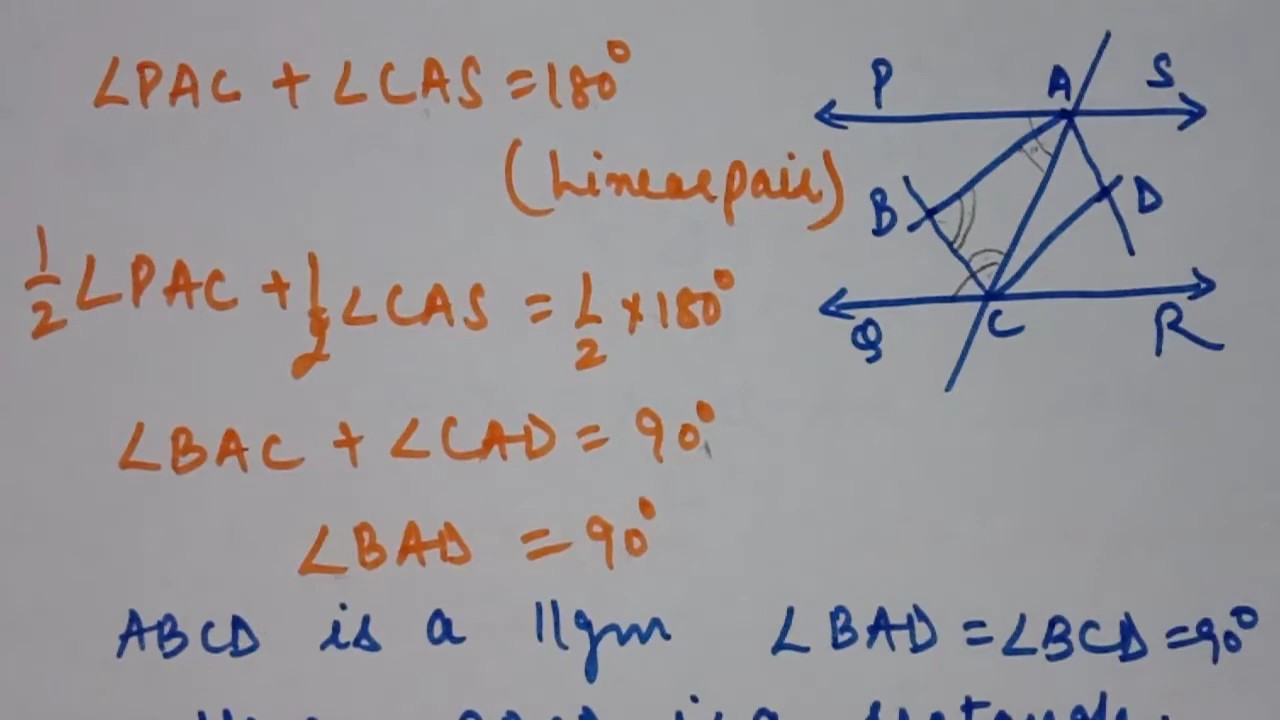 ∠PAC + ∠CAS = 180°
(Linear pair)
1/2 ∠PAC + 1/2 ∠CAS = 1/2 × 180°
∠BAC + ∠CAD = 90°
∠BAD = 90°
ABCD is a ||gm ∠BAD = ∠BCD = 90°
is a
P A S
B D
Q C R